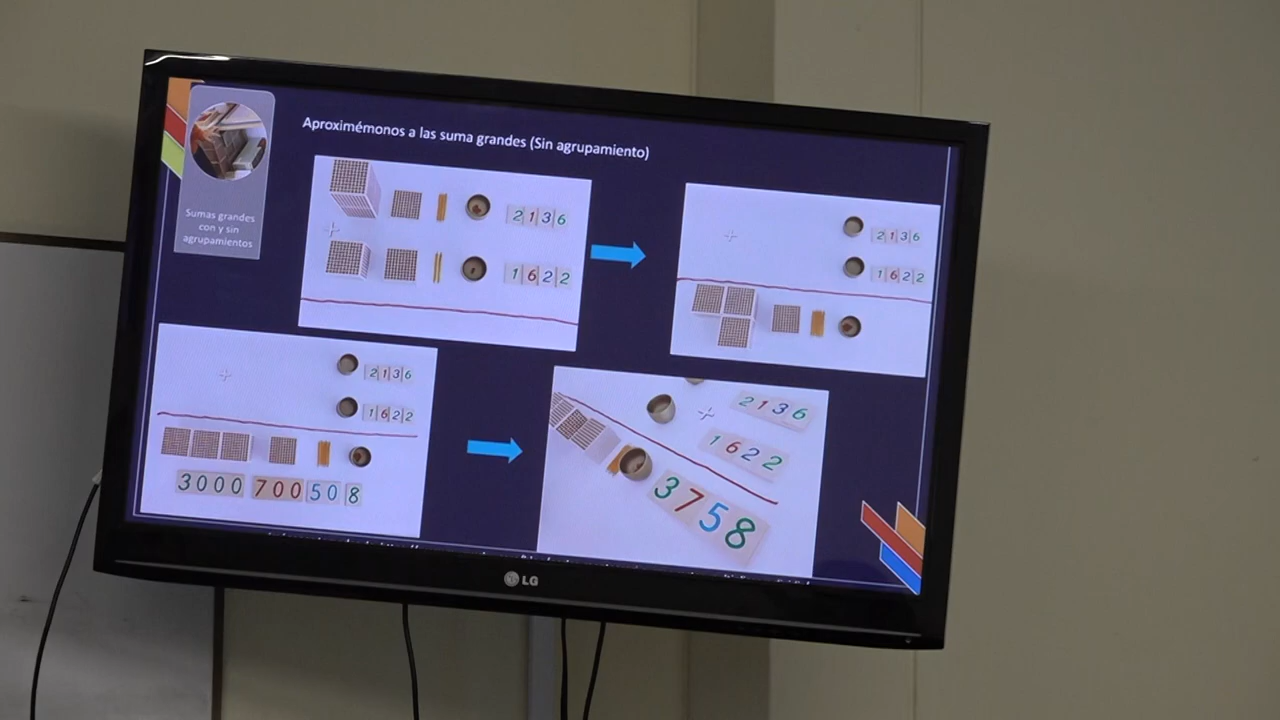 Aproximémonos a las suma grandes (Sin agrupamiento)
Sumas grandes
con y sin
agrupamientos
2136
1622
2136
1622
2136
1622
3000 700 50 8
2136
1622
3758
LG